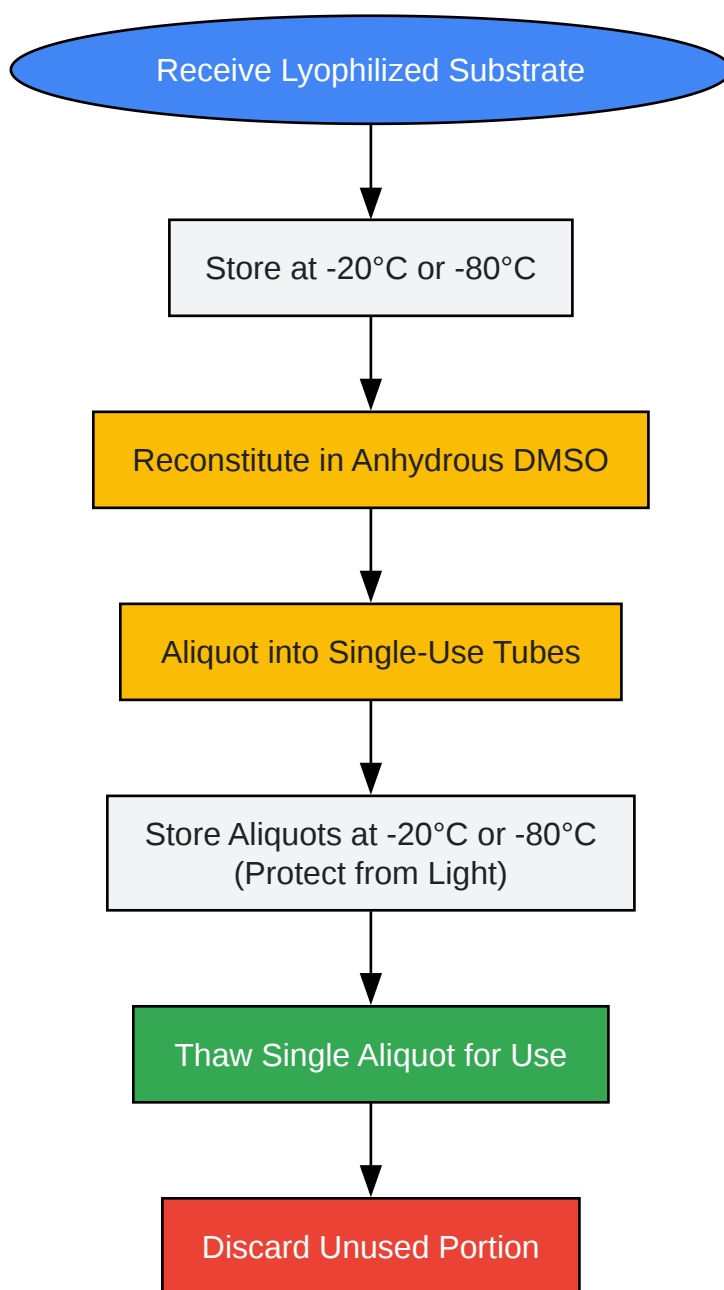 Receive Lyophilized Substrate
Store at -20°C or -80°C
Reconstitute in Anhydrous DMSO
Aliquot into Single-Use Tubes
Store Aliquots at -20°C or -80°C
(Protect from Light)
Thaw Single Aliquot for Use
Discard Unused Portion